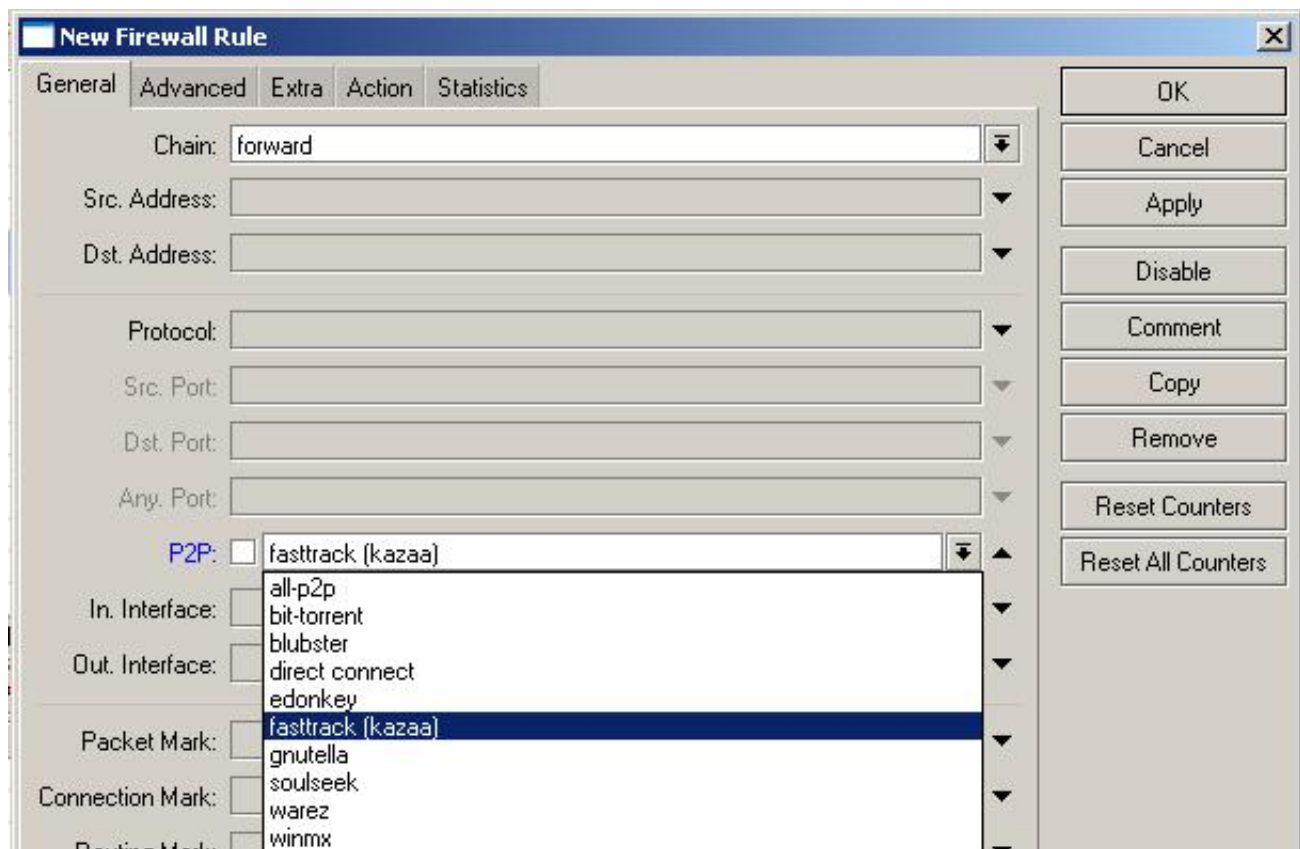 New Firewall Rule
General Advanced Extra Action Statistics
OK
Chain: forward
Cancel
Src. Address:
Apply
Dst. Address:
Disable
Protocol:
Comment
Src. Port:
Copy
Dst. Port:
Remove
Any. Port:
Reset Counters
P2P: fasttrack (kazaa)
Reset All Counters
all-p2p
In. Interface:
bit-torrent
blubster
Out. Interface:
direct connect
edonkey
fasttrack (kazaa)
Packet Mark:
gnutella
soulseek
Connection Mark:
warez
winmx